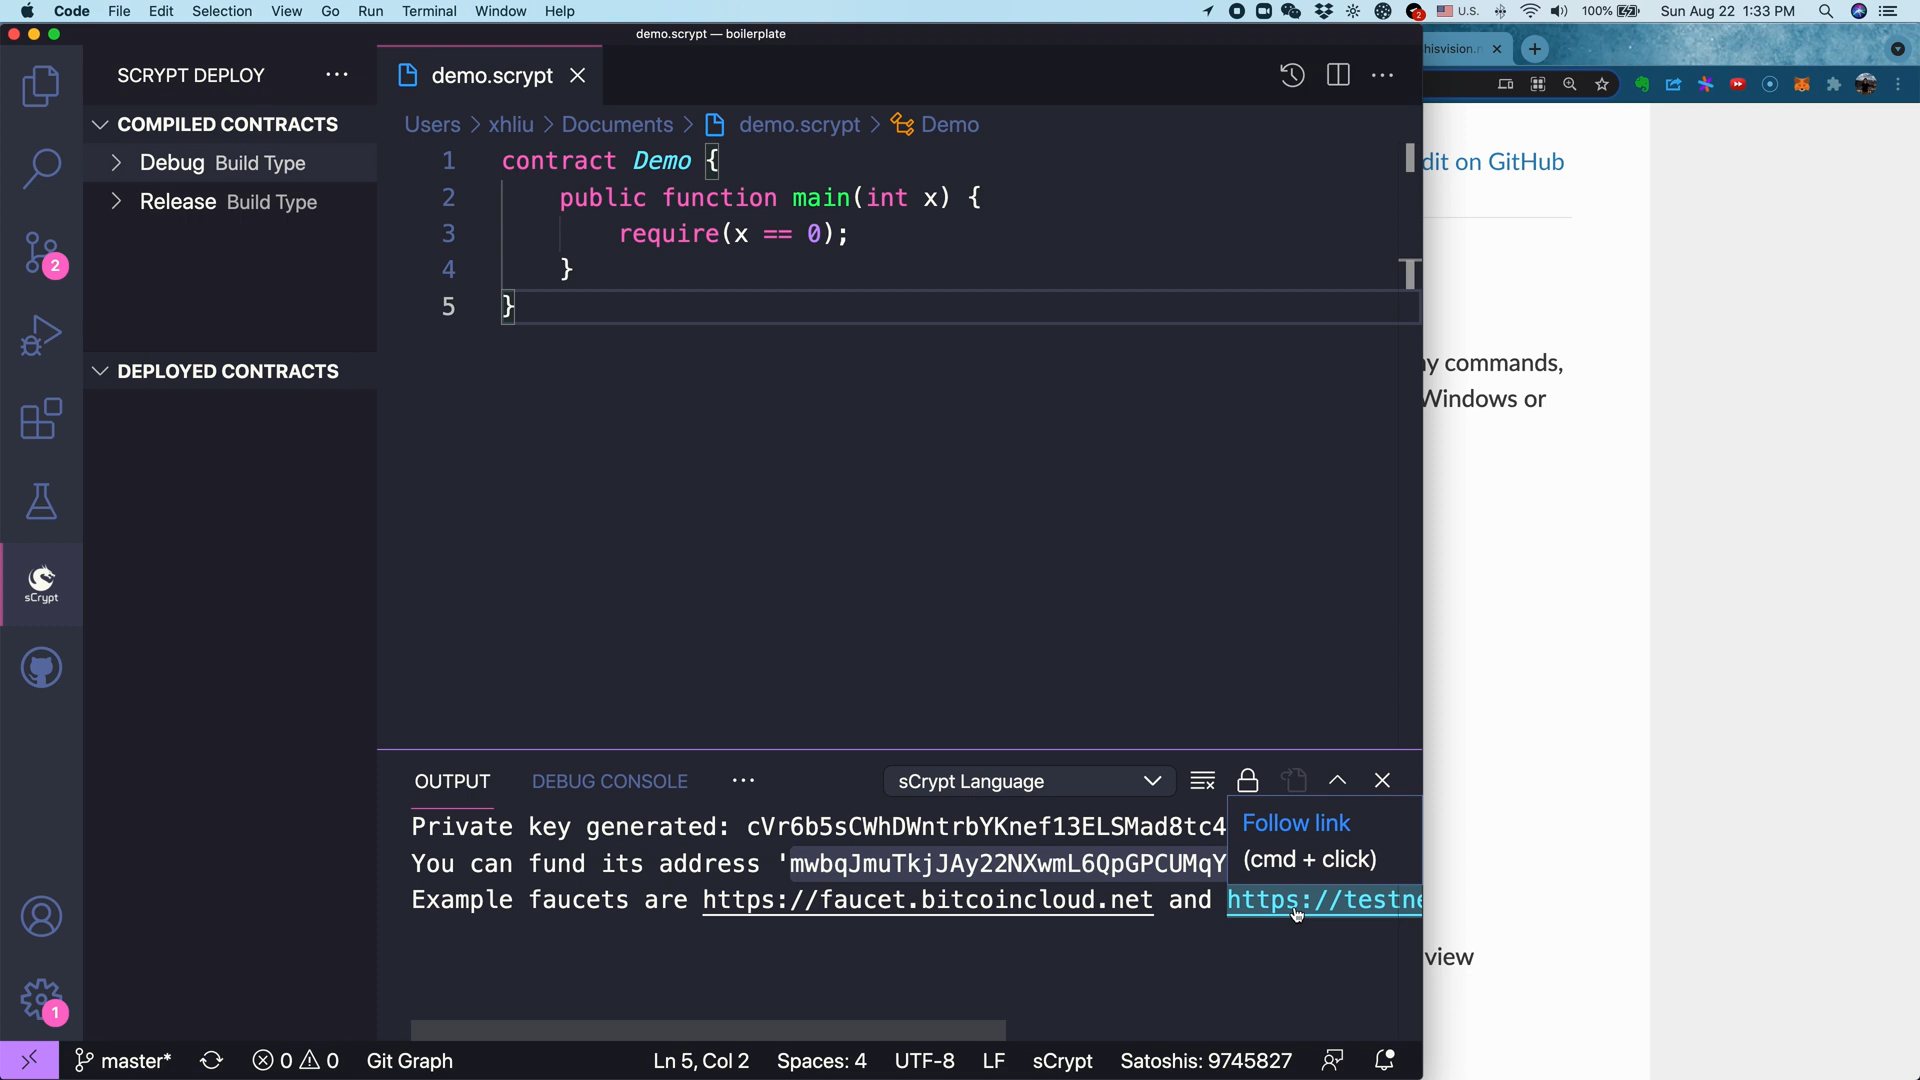 Code File Edit Selection View Go Run Terminal Window Help
2 U.S. 100% Sun Aug 22 1:33 PM
demo.scrypt — boilerplate
SCRYPT DEPLOY
demo.scrypt
COMPILED CONTRACTS
Debug Build Type
Release Build Type
DEPLOYED CONTRACTS
2
sCrypt
1
Users > xhliu > Documents > demo.scrypt > Demo
1 contract Demo {
2 public function main(int x) {
3 require(x == 0);
4 }
5 }
OUTPUT DEBUG CONSOLE sCrypt Language
Private key generated: cVr6b5sCWhDWntrbYKnef13ELSMad8tc4
You can fund its address 'mwbqJmuTkjJAy22NXwmL6QpGPCUMqY
Example faucets are https://faucet.bitcoincloud.net and https://testne
Follow link
(cmd + click)
master* 0 0 Git Graph Ln 5, Col 2 Spaces: 4 UTF-8 LF sCrypt Satoshis: 9745827
hisvision.
dit on GitHub
y commands,
Windows or
view